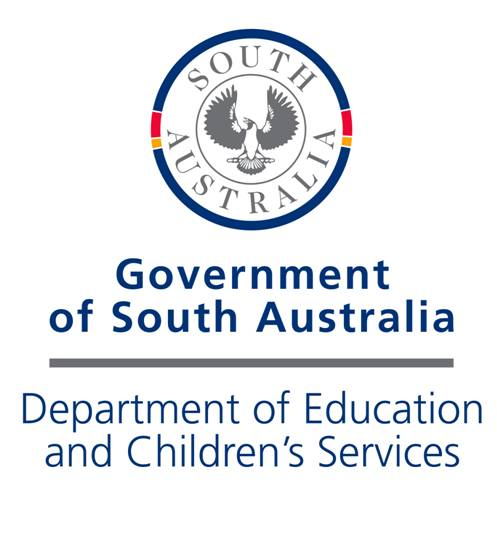 SOUTH
AUSTRALIA
Government
of South Australia
Department of Education
and Children’s Services